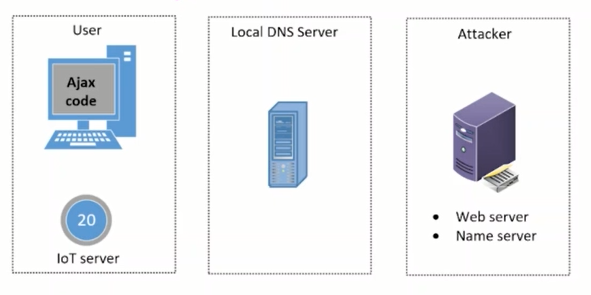 User
Ajax
code
20
IoT server
Local DNS Server
Attacker
• Web server
• Name server